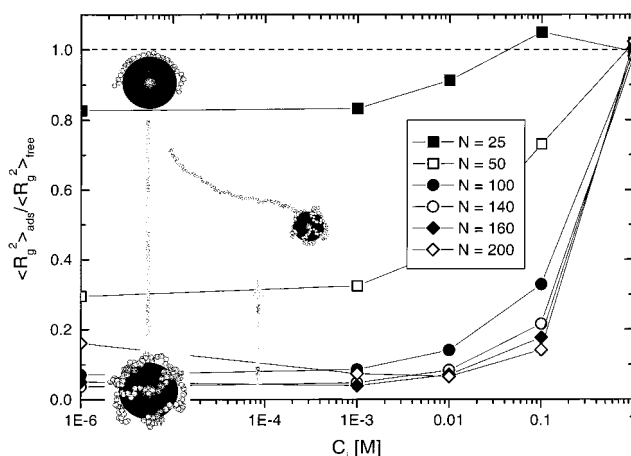 <R_g^2>_ads/<R_g^2>_free
1.0
0.8
0.6
0.4
0.2
0.0
N = 25
N = 50
N = 100
N = 140
N = 160
N = 200
1E-6
1E-4
1E-3
0.01
0.1
C_i [M]